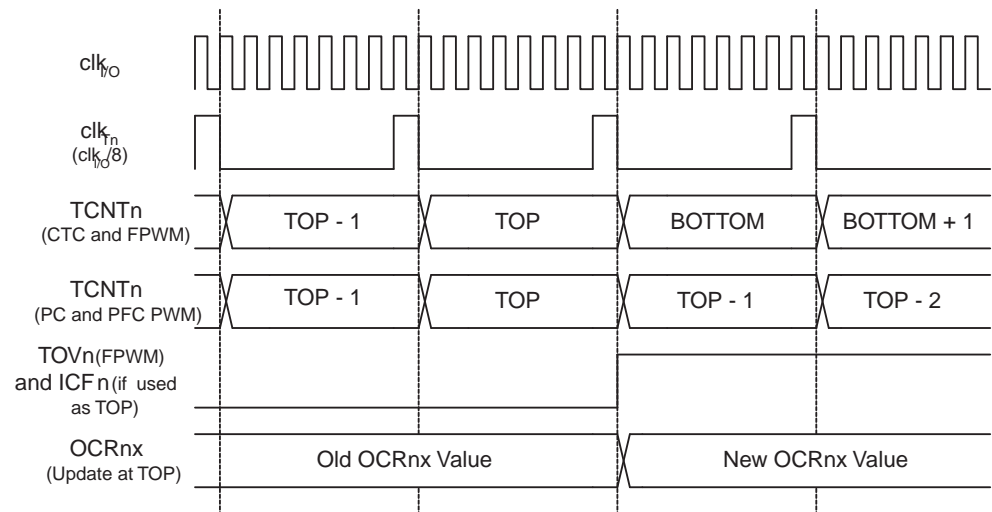 clkI/O
clkTn
(clkI/O/8)
TCNTn
(CTC and FPWM)
TOP - 1
TOP
BOTTOM
BOTTOM + 1
TCNTn
(PC and PFC PWM)
TOP - 1
TOP
TOP - 1
TOP - 2
TOVn (FPWM)
and ICFn (if used
as TOP)
OCRnx
(Update at TOP)
Old OCRnx Value
New OCRnx Value